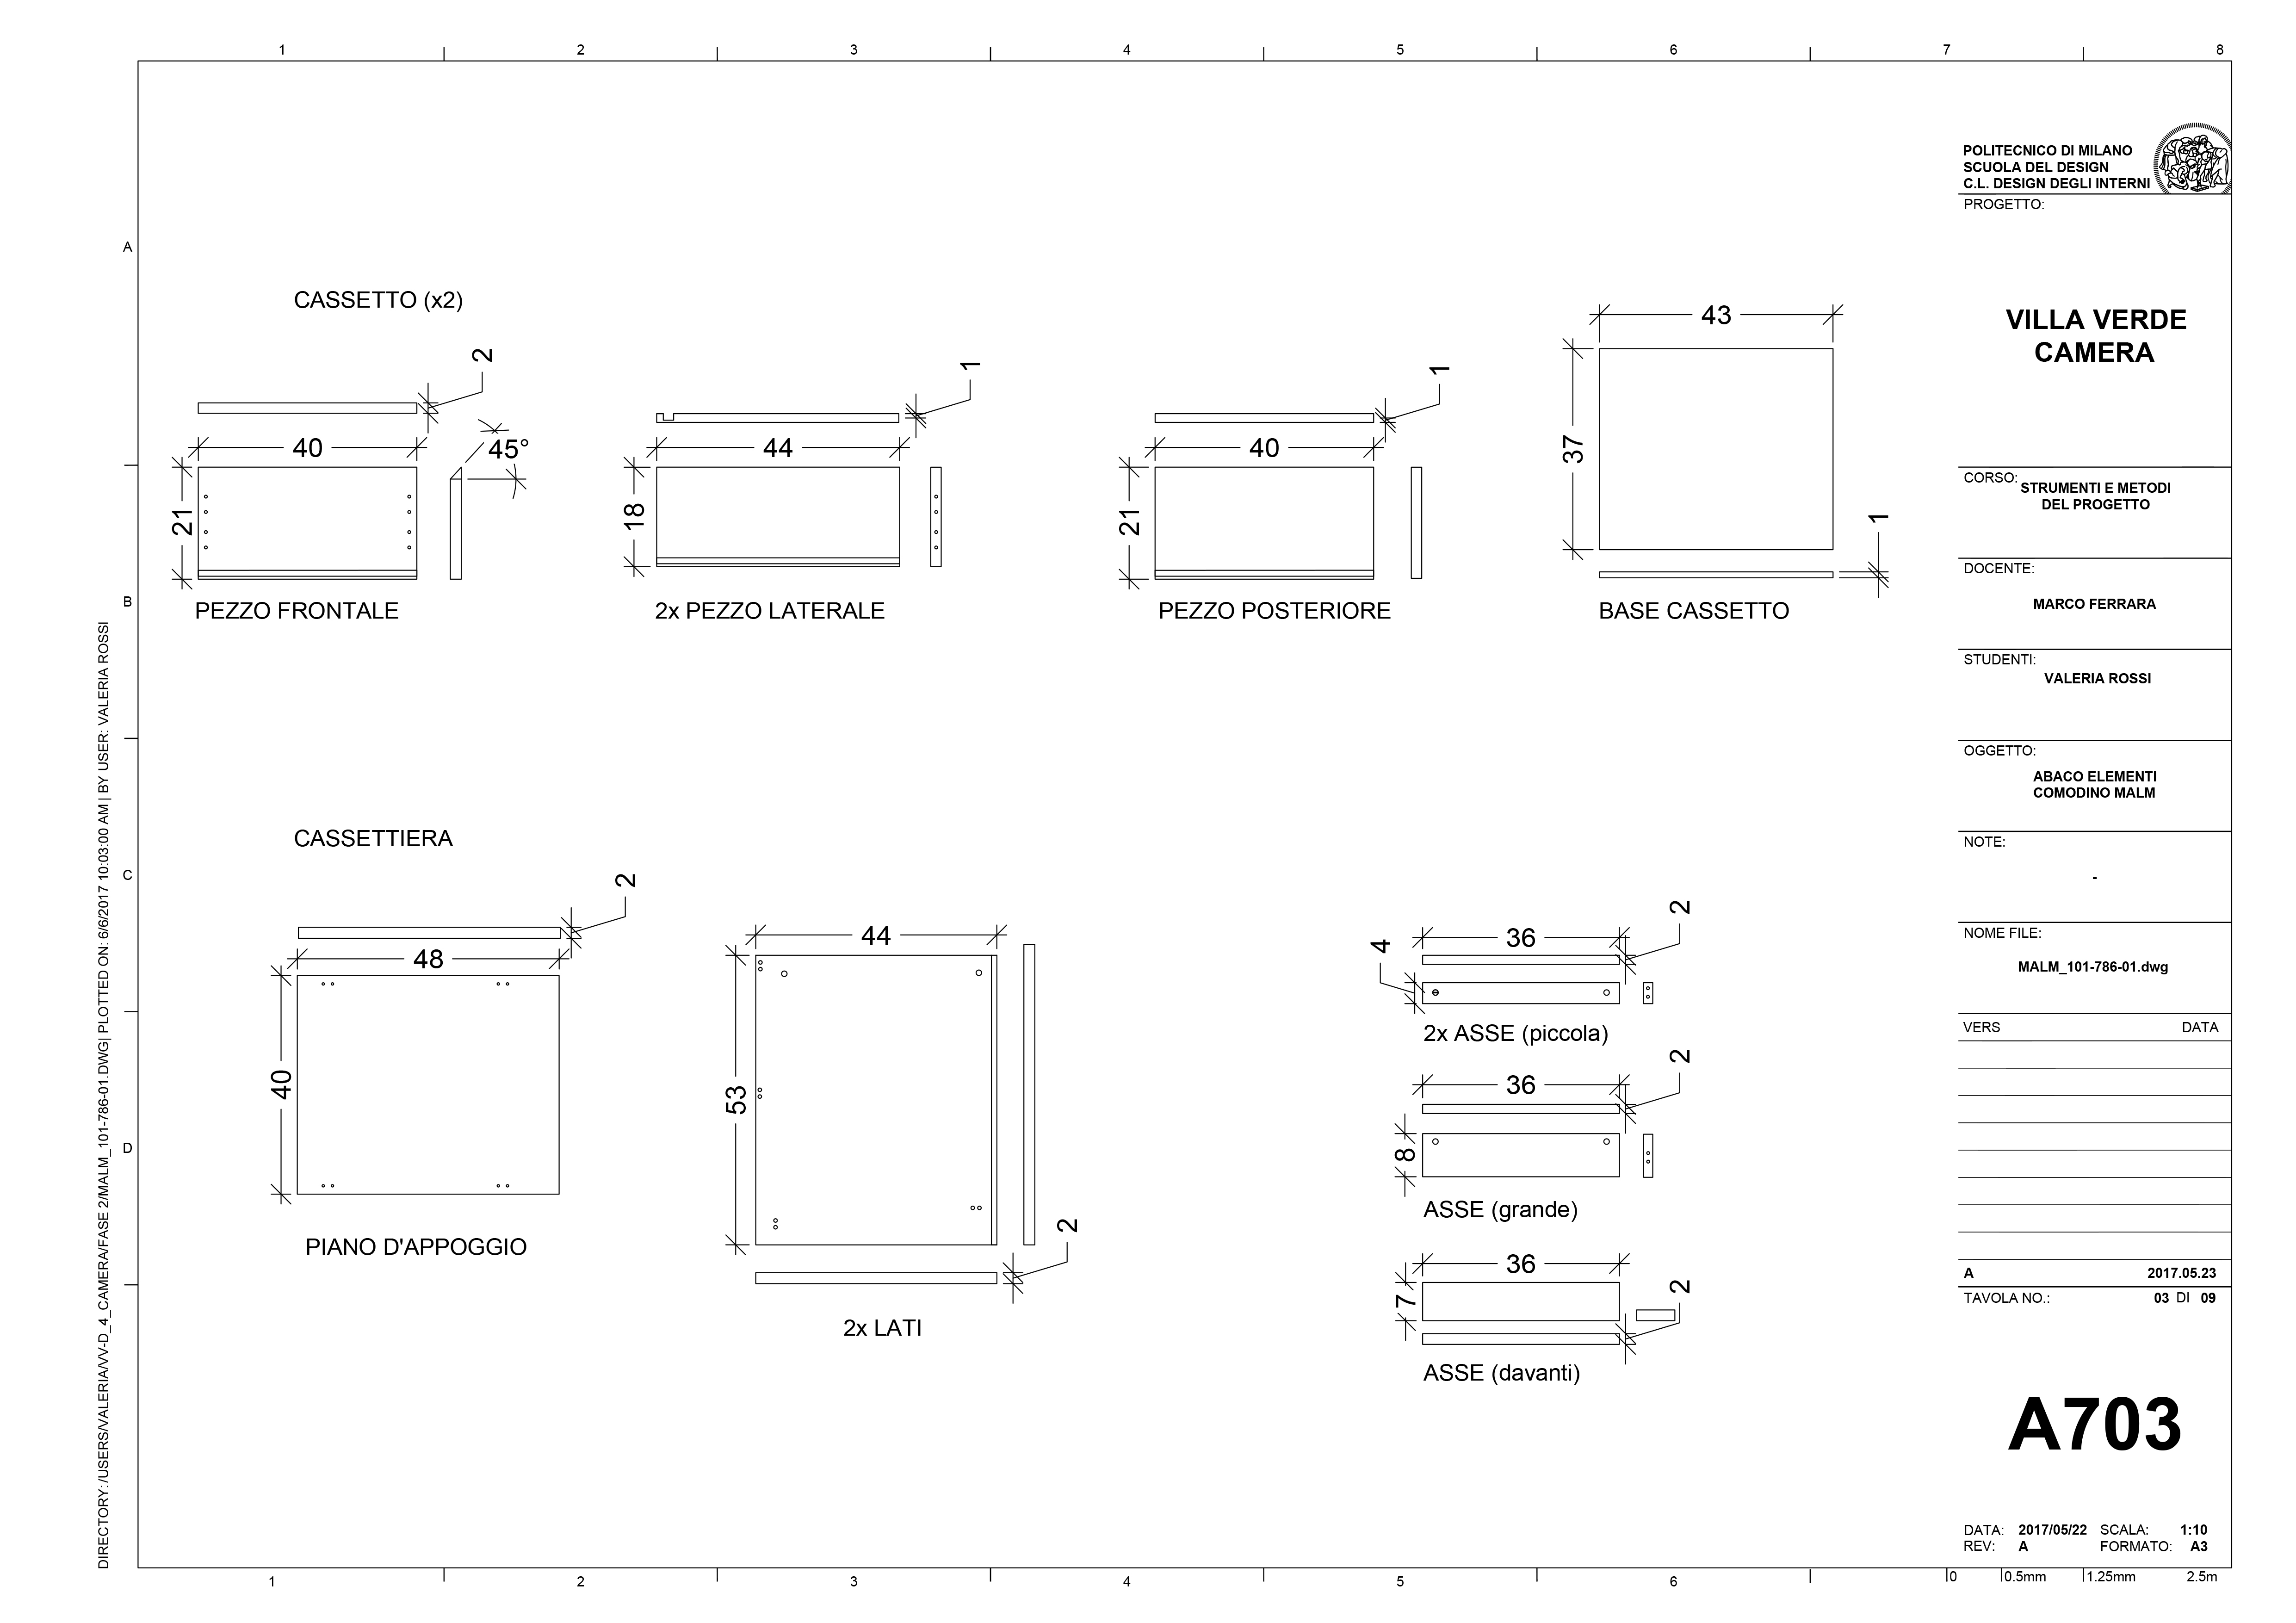 1 2 3 4 5 6 7 8
A
B
C
D
DIRECTORY: /USERS/VALERIA/VV-D_4_CAMERA/FASE 2/MALM_101-786-01.DWG| PLOTTED ON: 6/6/2017 10:03:00 AM | BY USER: VALERIA ROSSI
CASSETTO (x2)
2
40
45°
21
PEZZO FRONTALE
1
44
18
2x PEZZO LATERALE
1
40
21
PEZZO POSTERIORE
43
37
1
BASE CASSETTO
CASSETTIERA
2
48
40
PIANO D'APPOGGIO
44
53
2
2x LATI
2
36
4
2x ASSE (piccola)
2
36
8
ASSE (grande)
36
2
7
ASSE (davanti)
POLITECNICO DI MILANO
SCUOLA DEL DESIGN
C.L. DESIGN DEGLI INTERNI
PROGETTO:
VILLA VERDE
CAMERA
CORSO:
STRUMENTI E METODI
DEL PROGETTO
DOCENTE:
MARCO FERRARA
STUDENTI:
VALERIA ROSSI
OGGETTO:
ABACO ELEMENTI
COMODINO MALM
NOTE:
-
NOME FILE:
MALM_101-786-01.dwg
VERS DATA
A 2017.05.23
TAVOLA NO.: 03 DI 09
A703
DATA: 2017/05/22 SCALA: 1:10
REV: A FORMATO: A3
1 2 3 4 5 6 0 0.5mm 1.25mm 2.5m